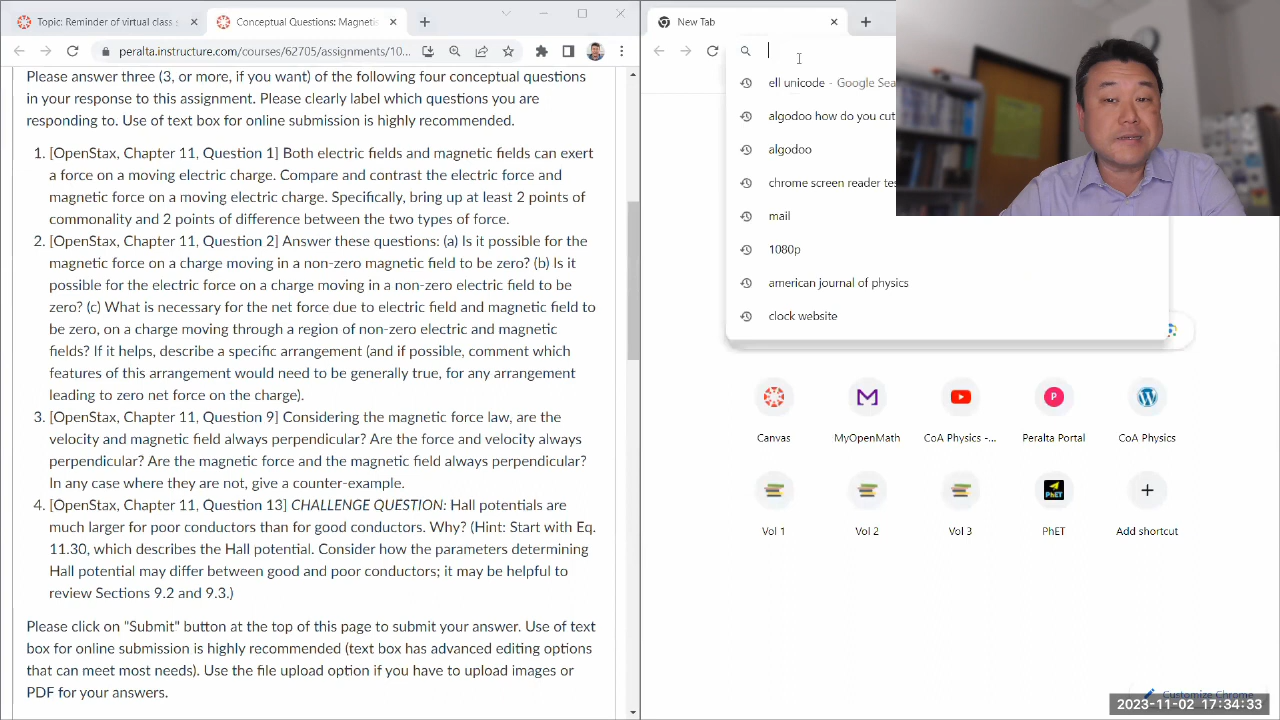 Topic: Reminder of virtual class s
Conceptual Questions: Magneti
New Tab
peralta.instructure.com/courses/62705/assignments/10...
Please answer three (3, or more, if you want) of the following four conceptual questions
in your response to this assignment. Please clearly label which questions you are
responding to. Use of text box for online submission is highly recommended.
1. [OpenStax, Chapter 11, Question 1] Both electric fields and magnetic fields can exert
a force on a moving electric charge. Compare and contrast the electric force and
magnetic force on a moving electric charge. Specifically, bring up at least 2 points of
commonality and 2 points of difference between the two types of force.
2. [OpenStax, Chapter 11, Question 2] Answer these questions: (a) Is it possible for the
magnetic force on a charge moving in a non-zero magnetic field to be zero? (b) Is it
possible for the electric force on a charge moving in a non-zero electric field to be
zero? (c) What is necessary for the net force due to electric field and magnetic field to
be zero, on a charge moving through a region of non-zero electric and magnetic
fields? If it helps, describe a specific arrangement (and if possible, comment which
features of this arrangement would need to be generally true, for any arrangement
leading to zero net force on the charge).
3. [OpenStax, Chapter 11, Question 9] Considering the magnetic force law, are the
velocity and magnetic field always perpendicular? Are the force and velocity always
perpendicular? Are the magnetic force and the magnetic field always perpendicular?
In any case where they are not, give a counter-example.
4. [OpenStax, Chapter 11, Question 13] CHALLENGE QUESTION: Hall potentials are
much larger for poor conductors than for good conductors. Why? (Hint: Start with Eq.
11.30, which describes the Hall potential. Consider how the parameters determining
Hall potential may differ between good and poor conductors; it may be helpful to
review Sections 9.2 and 9.3.)
Please click on "Submit" button at the top of this page to submit your answer. Use of text
box for online submission is highly recommended (text box has advanced editing options
that can meet most needs). Use the file upload option if you have to upload images or
PDF for your answers.
ell unicode - Google Sea
algodoo how do you cut
algodoo
chrome screen reader tes
mail
1080p
american journal of physics
clock website
Canvas
MyOpenMath
CoA Physics -...
P
Peralta Portal
CoA Physics
Vol 1
Vol 2
Vol 3
PhET
PhET
Add shortcut
Customize Chrome
2023-11-02 17:34:33